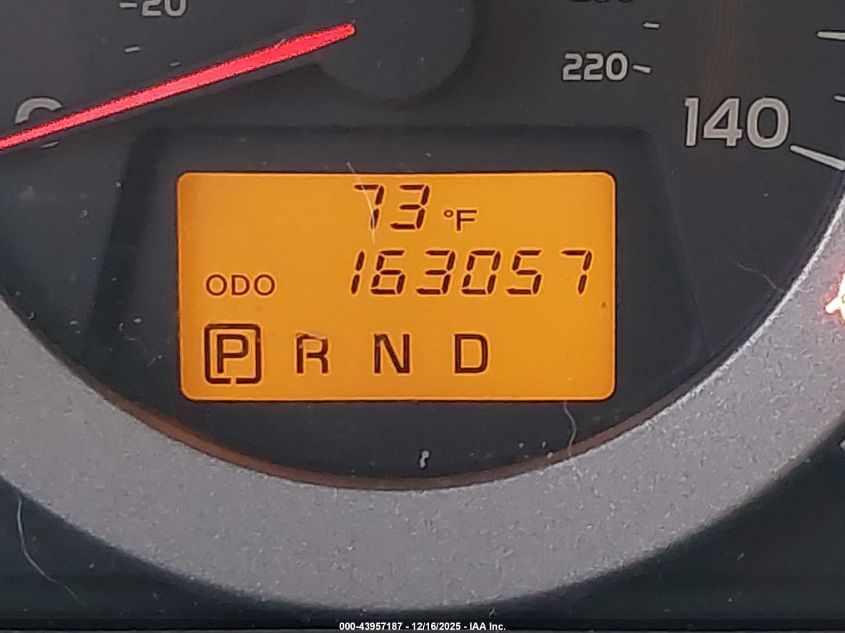 20
220
140
73 °F
ODO 163057
P R N D
000-43957187 - 12/16/2025 - IAA Inc.